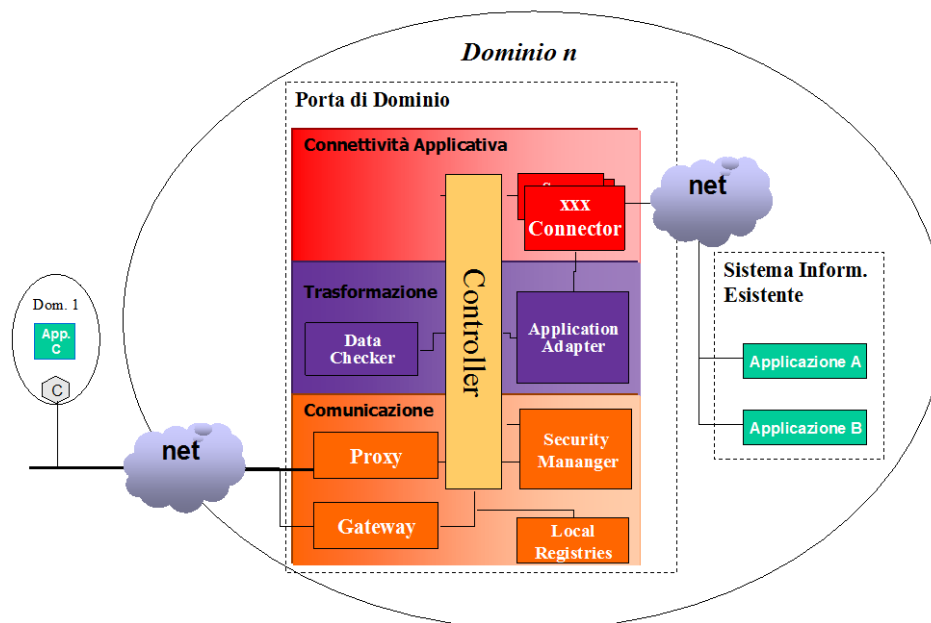 Dominio n
Porta di Dominio
Connettività Applicativa
net
xxx
Connector
Controller
Sistema Inform.
Esistente
Trasformazione
Dom. 1
App.
C
Data
Checker
Application
Adapter
Applicazione A
C
Comunicazione
Applicazione B
net
Proxy
Security
Mananger
Gateway
Local
Registries